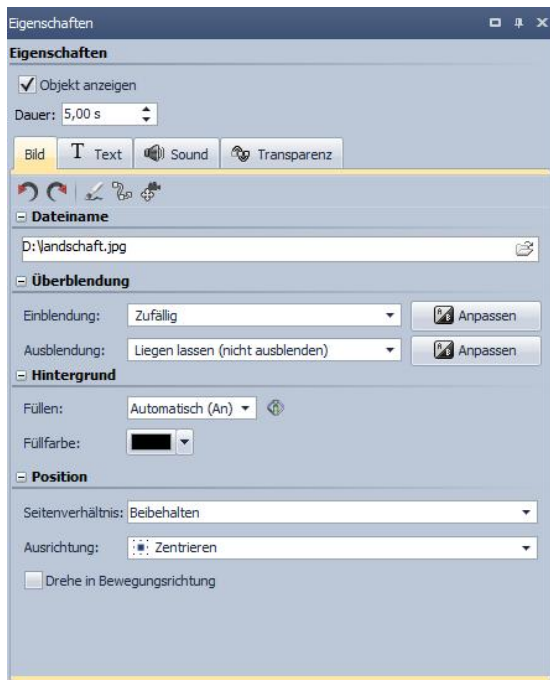 Eigenschaften
Eigenschaften
Objekt anzeigen
Dauer: 5,00 s
Bild T Text Sound Transparenz
Dateiname
D:\landschaft.jpg
Überblendung
Einblendung: Zufällig Anpassen
Ausblendung: Liegen lassen (nicht ausblenden) Anpassen
Hintergrund
Füllen: Automatisch (An)
Füllfarbe:
Position
Seitenverhältnis: Beibehalten
Ausrichtung: Zentrieren
Drehe in Bewegungsrichtung